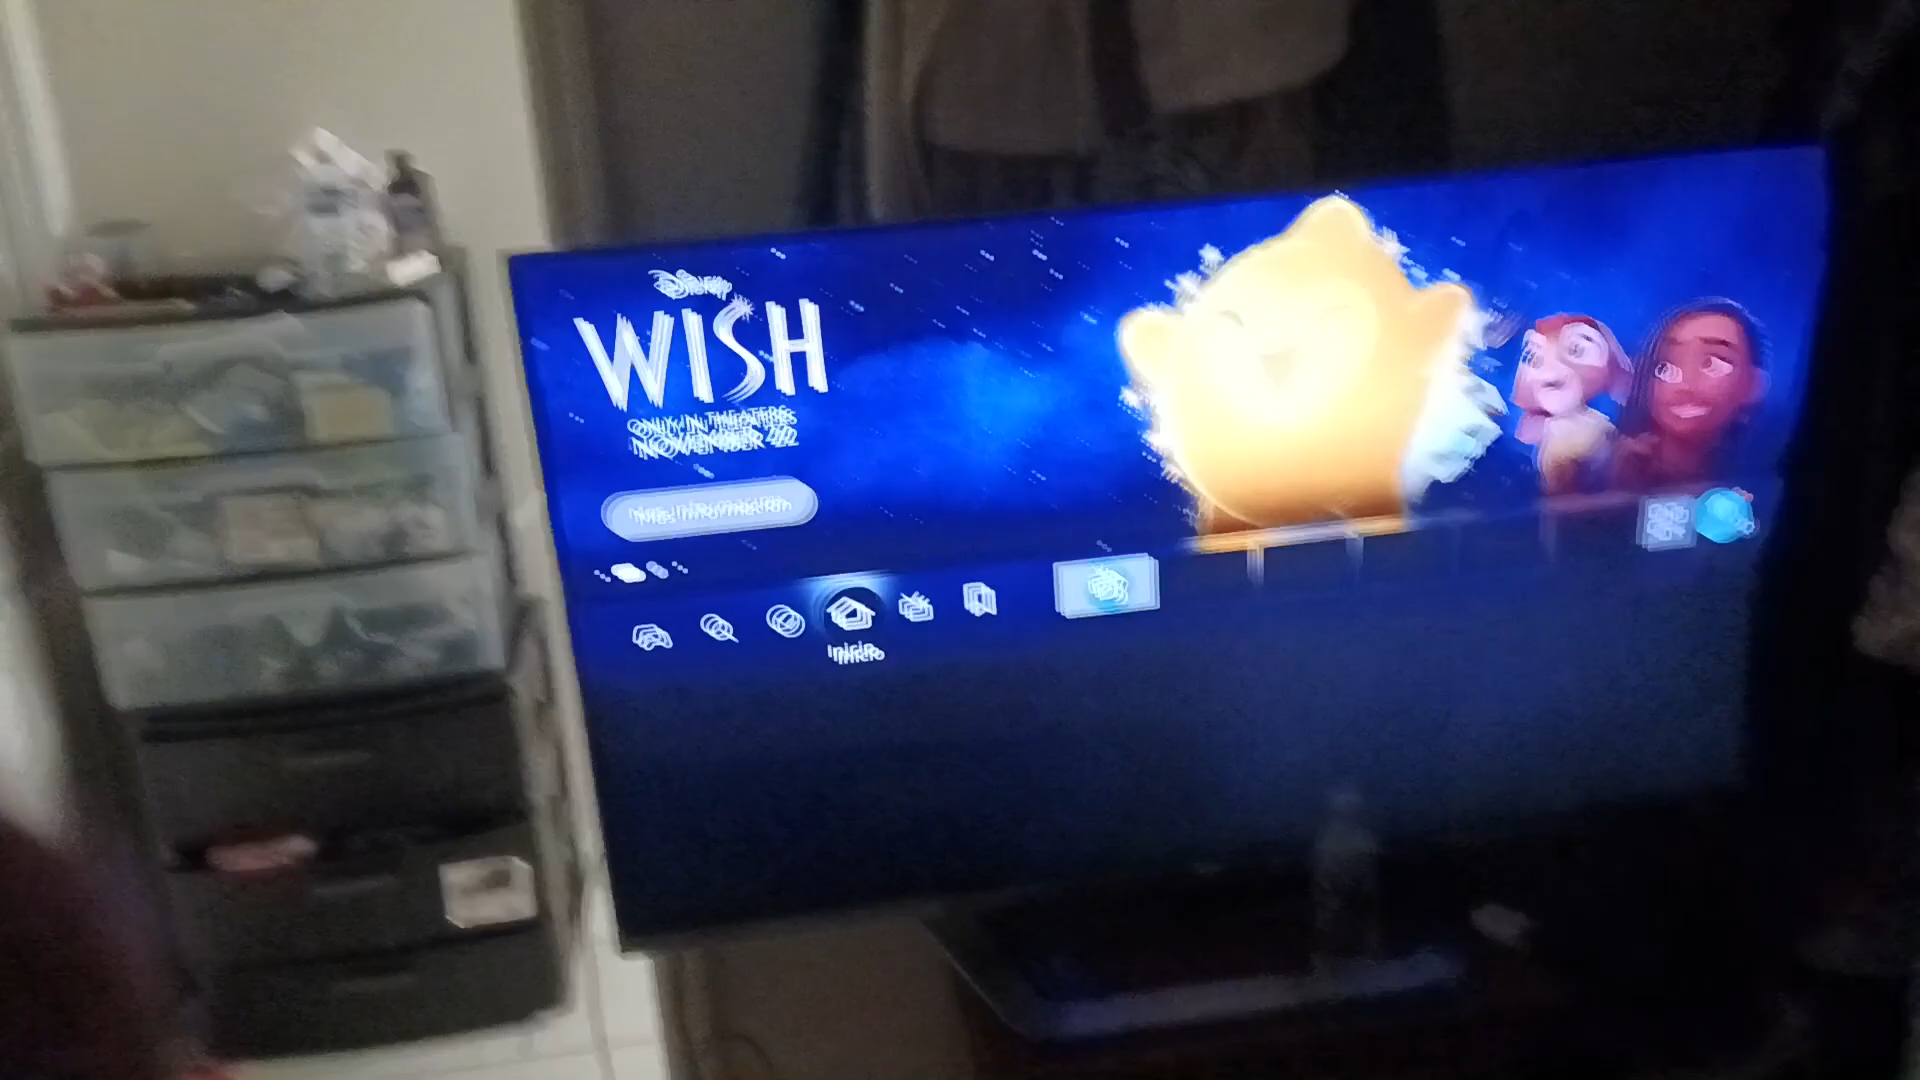 Disney
WISH
ONLY IN THEATERS
NOVEMBER 22
Más información
Inicio